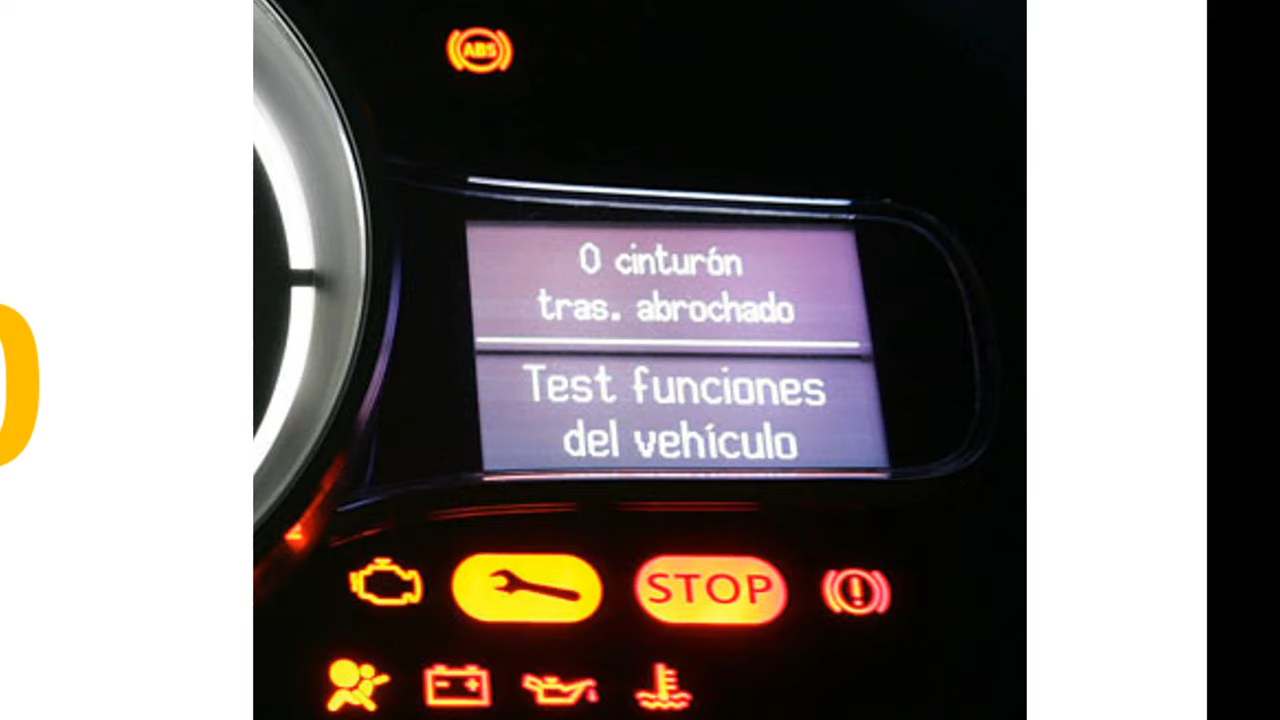 ABS
0 cinturón
tras. abrochado
Test funciones
del vehículo
STOP